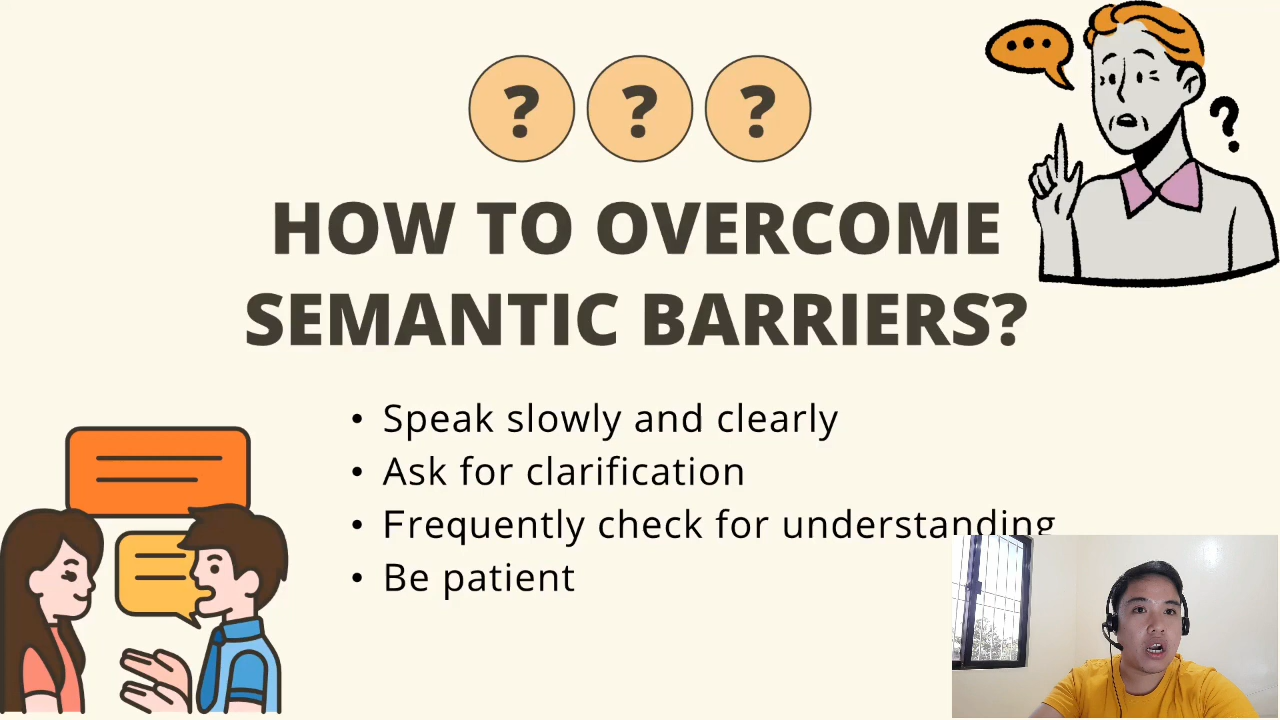 ? ? ?
?
HOW TO OVERCOME
SEMANTIC BARRIERS?
• Speak slowly and clearly
• Ask for clarification
• Frequently check for understanding
• Be patient